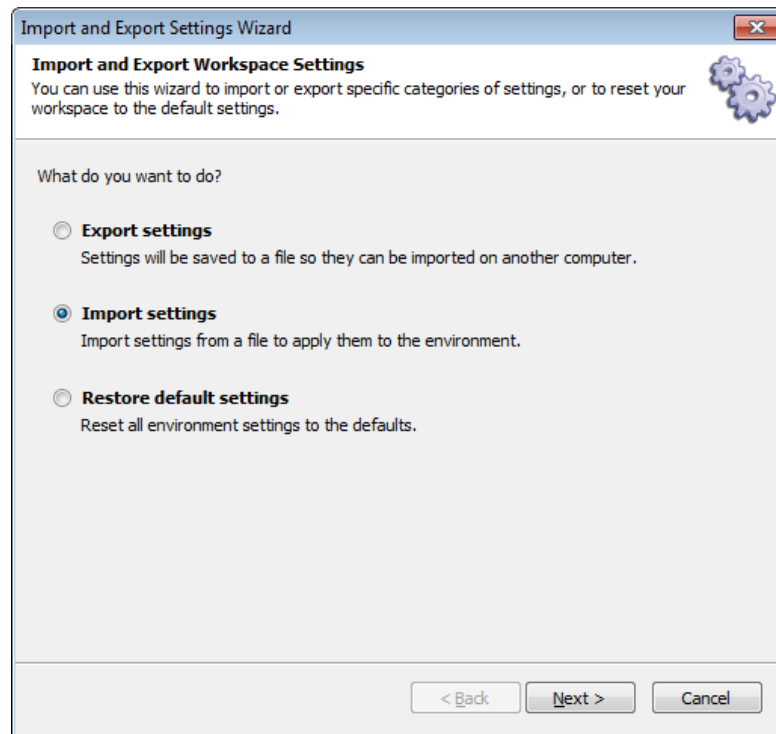 Import and Export Settings Wizard
Import and Export Workspace Settings
You can use this wizard to import or export specific categories of settings, or to reset your
workspace to the default settings.
What do you want to do?
Export settings
Settings will be saved to a file so they can be imported on another computer.
Import settings
Import settings from a file to apply them to the environment.
Restore default settings
Reset all environment settings to the defaults.
< Back Next > Cancel